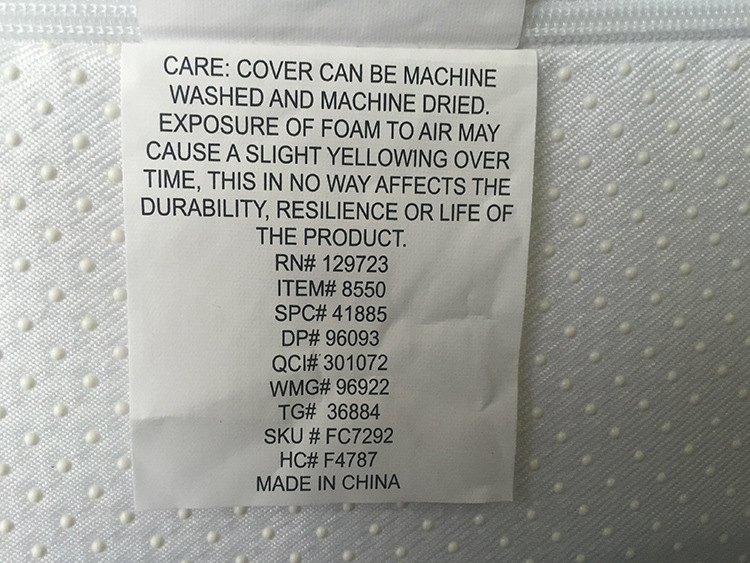 CARE: COVER CAN BE MACHINE
WASHED AND MACHINE DRIED.
EXPOSURE OF FOAM TO AIR MAY
CAUSE A SLIGHT YELLOWING OVER
TIME, THIS IN NO WAY AFFECTS THE
DURABILITY, RESILIENCE OR LIFE OF
THE PRODUCT.
RN# 129723
ITEM# 8550
SPC# 41885
DP# 96093
QCI# 301072
WMG# 96922
TG# 36884
SKU # FC7292
HC# F4787
MADE IN CHINA